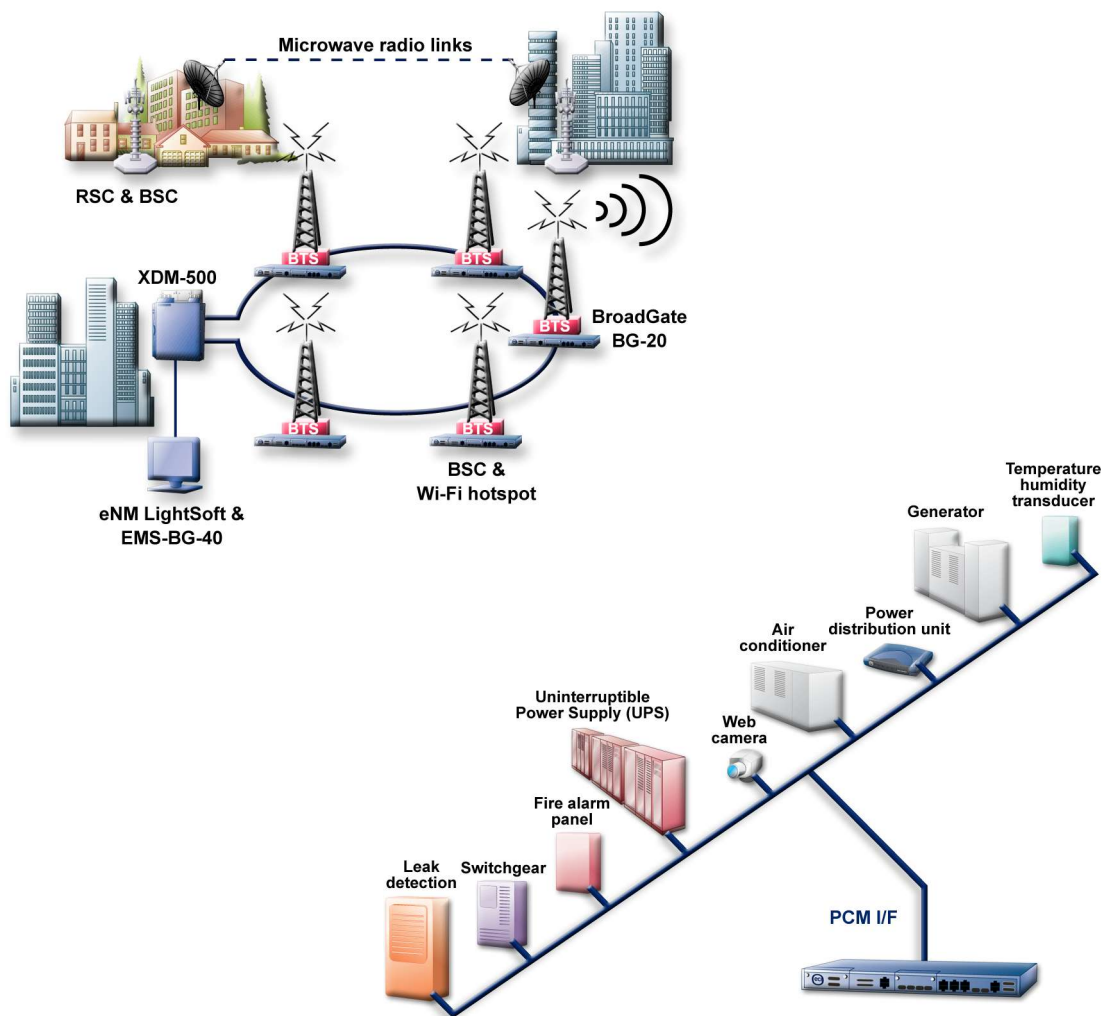 Microwave radio links
RSC & BSC
XDM-500
BTS
BTS
BTS
BroadGate
BG-20
BTS
BTS
BSC &
Wi-Fi hotspot
eNM LightSoft &
EMS-BG-40
Temperature
humidity
transducer
Generator
Power
distribution unit
Air
conditioner
Uninterruptible
Power Supply (UPS)
Web
camera
Fire alarm
panel
Switchgear
Leak
detection
PCM I/F